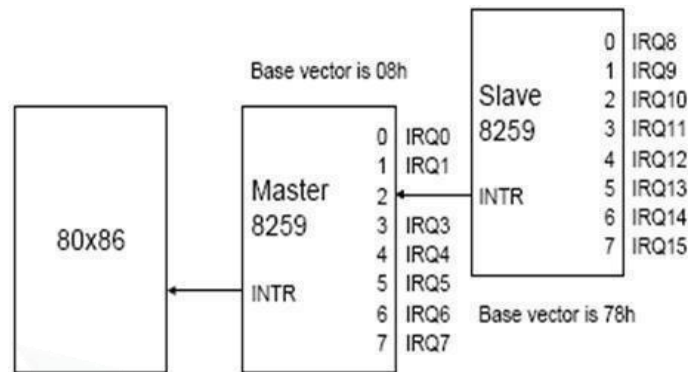 80x86
Base vector is 08h
Master
8259
INTR
0 IRQ0
1 IRQ1
2
3 IRQ3
4 IRQ4
5 IRQ5
6 IRQ6
7 IRQ7
Slave
8259
INTR
0 IRQ8
1 IRQ9
2 IRQ10
3 IRQ11
4 IRQ12
5 IRQ13
6 IRQ14
7 IRQ15
Base vector is 78h